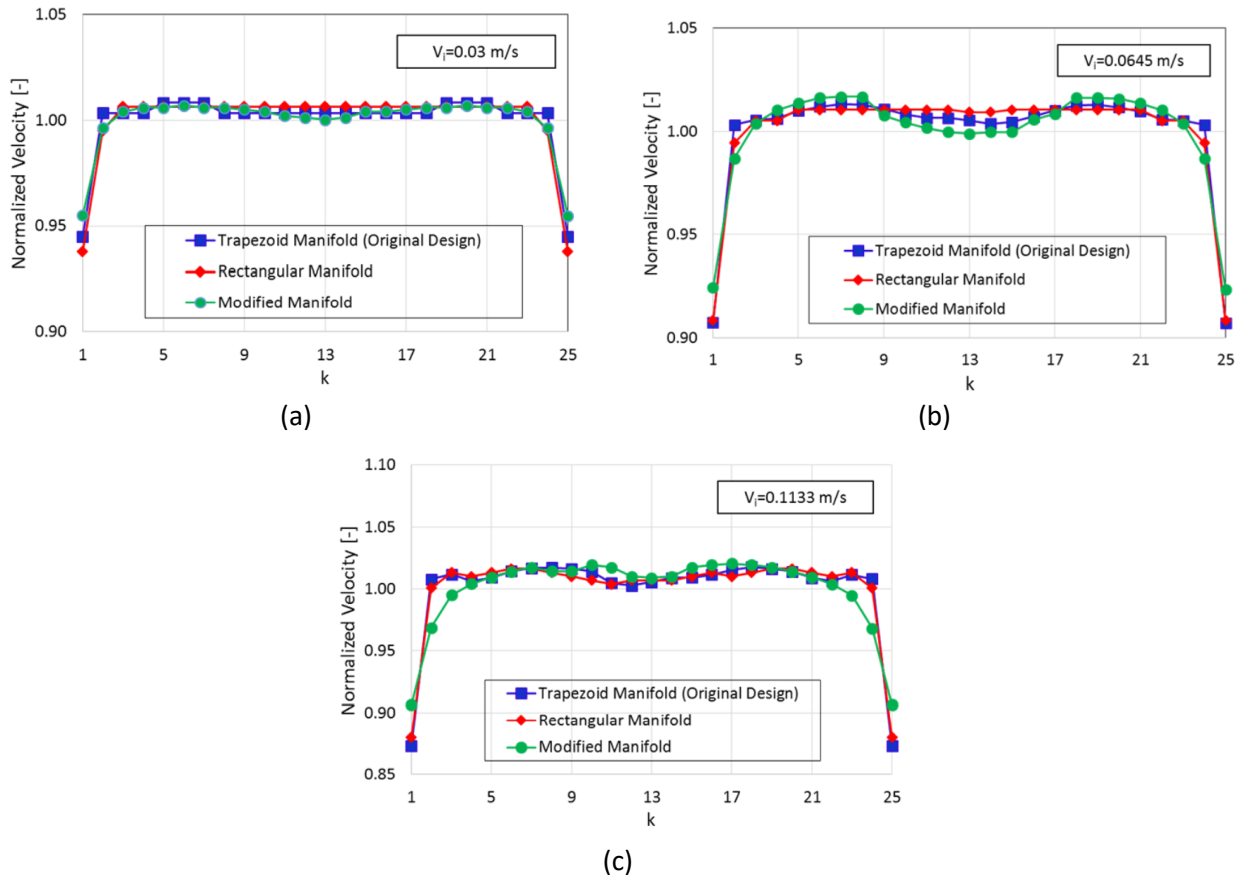 1.05
1.00
0.95
0.90
Normalized Velocity [-]
Vi=0.03 m/s
Trapezoid Manifold (Original Design)
Rectangular Manifold
Modified Manifold
1 5 9 13 17 21 25
k
(a)
1.05
1.00
0.95
0.90
Normalized Velocity [-]
Vi=0.0645 m/s
Trapezoid Manifold (Original Design)
Rectangular Manifold
Modified Manifold
1 5 9 13 17 21 25
k
(b)
1.10
1.05
1.00
0.95
0.90
0.85
Normalized Velocity [-]
Vi=0.1133 m/s
Trapezoid Manifold (Original Design)
Rectangular Manifold
Modified Manifold
1 5 9 13 17 21 25
k
(c)